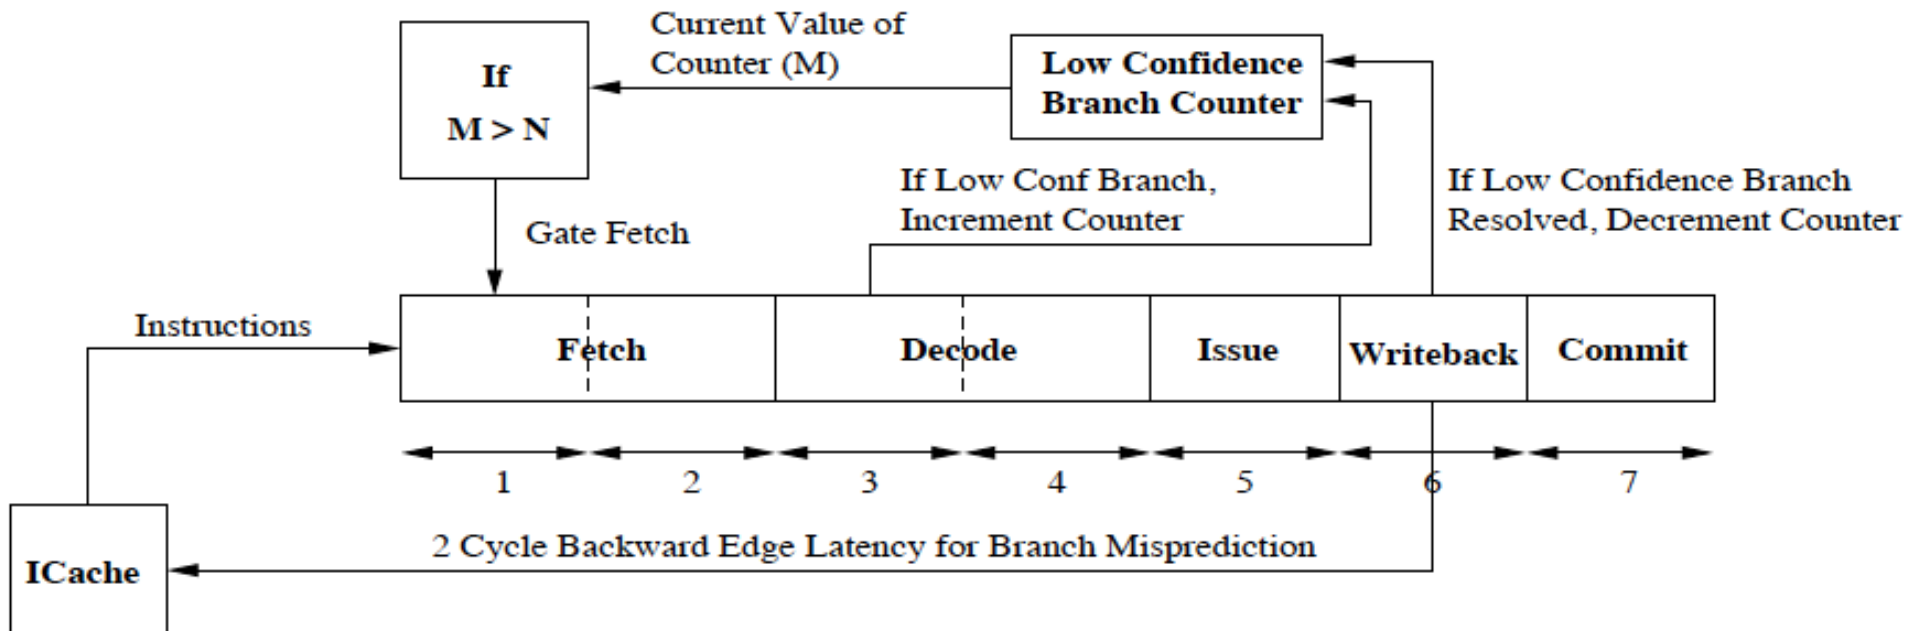 Current Value of
Counter (M)
If
M > N
Low Confidence
Branch Counter
If Low Conf Branch,
Increment Counter
If Low Confidence Branch
Resolved, Decrement Counter
Gate Fetch
Instructions
Fetch
Decode
Issue
Writeback
Commit
1
2
3
4
5
6
7
2 Cycle Backward Edge Latency for Branch Misprediction
ICache